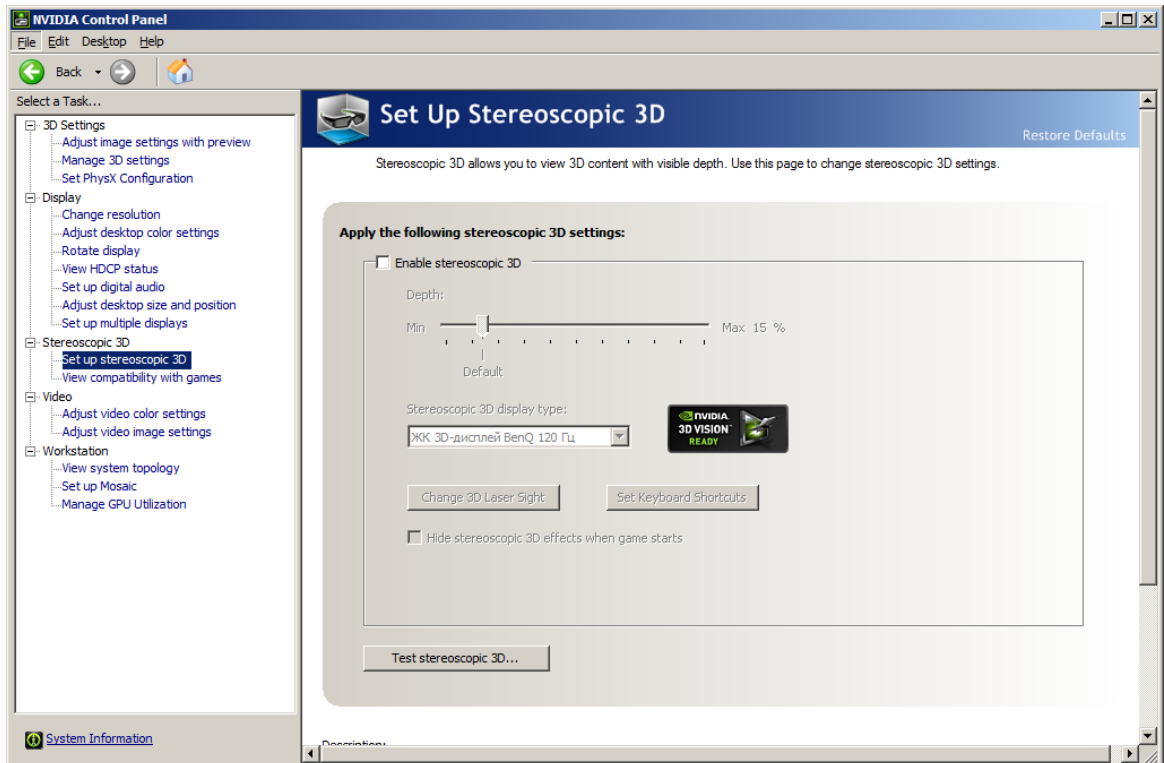 NVIDIA Control Panel
File Edit Desktop Help
Back
Select a Task...
3D Settings
Adjust image settings with preview
Manage 3D settings
Set PhysX Configuration
Display
Change resolution
Adjust desktop color settings
Rotate display
View HDCP status
Set up digital audio
Adjust desktop size and position
Set up multiple displays
Stereoscopic 3D
Set up stereoscopic 3D
View compatibility with games
Video
Adjust video color settings
Adjust video image settings
Workstation
View system topology
Set up Mosaic
Manage GPU Utilization
System Information
Set Up Stereoscopic 3D
Restore Defaults
Stereoscopic 3D allows you to view 3D content with visible depth. Use this page to change stereoscopic 3D settings.
Apply the following stereoscopic 3D settings:
Enable stereoscopic 3D
Depth:
Min Max 15 %
Default
Stereoscopic 3D display type:
ЖК 3D-дисплей BenQ 120 Гц
NVIDIA
3D VISION
READY
Change 3D Laser Sight Set Keyboard Shortcuts
Hide stereoscopic 3D effects when game starts
Test stereoscopic 3D...
Description: